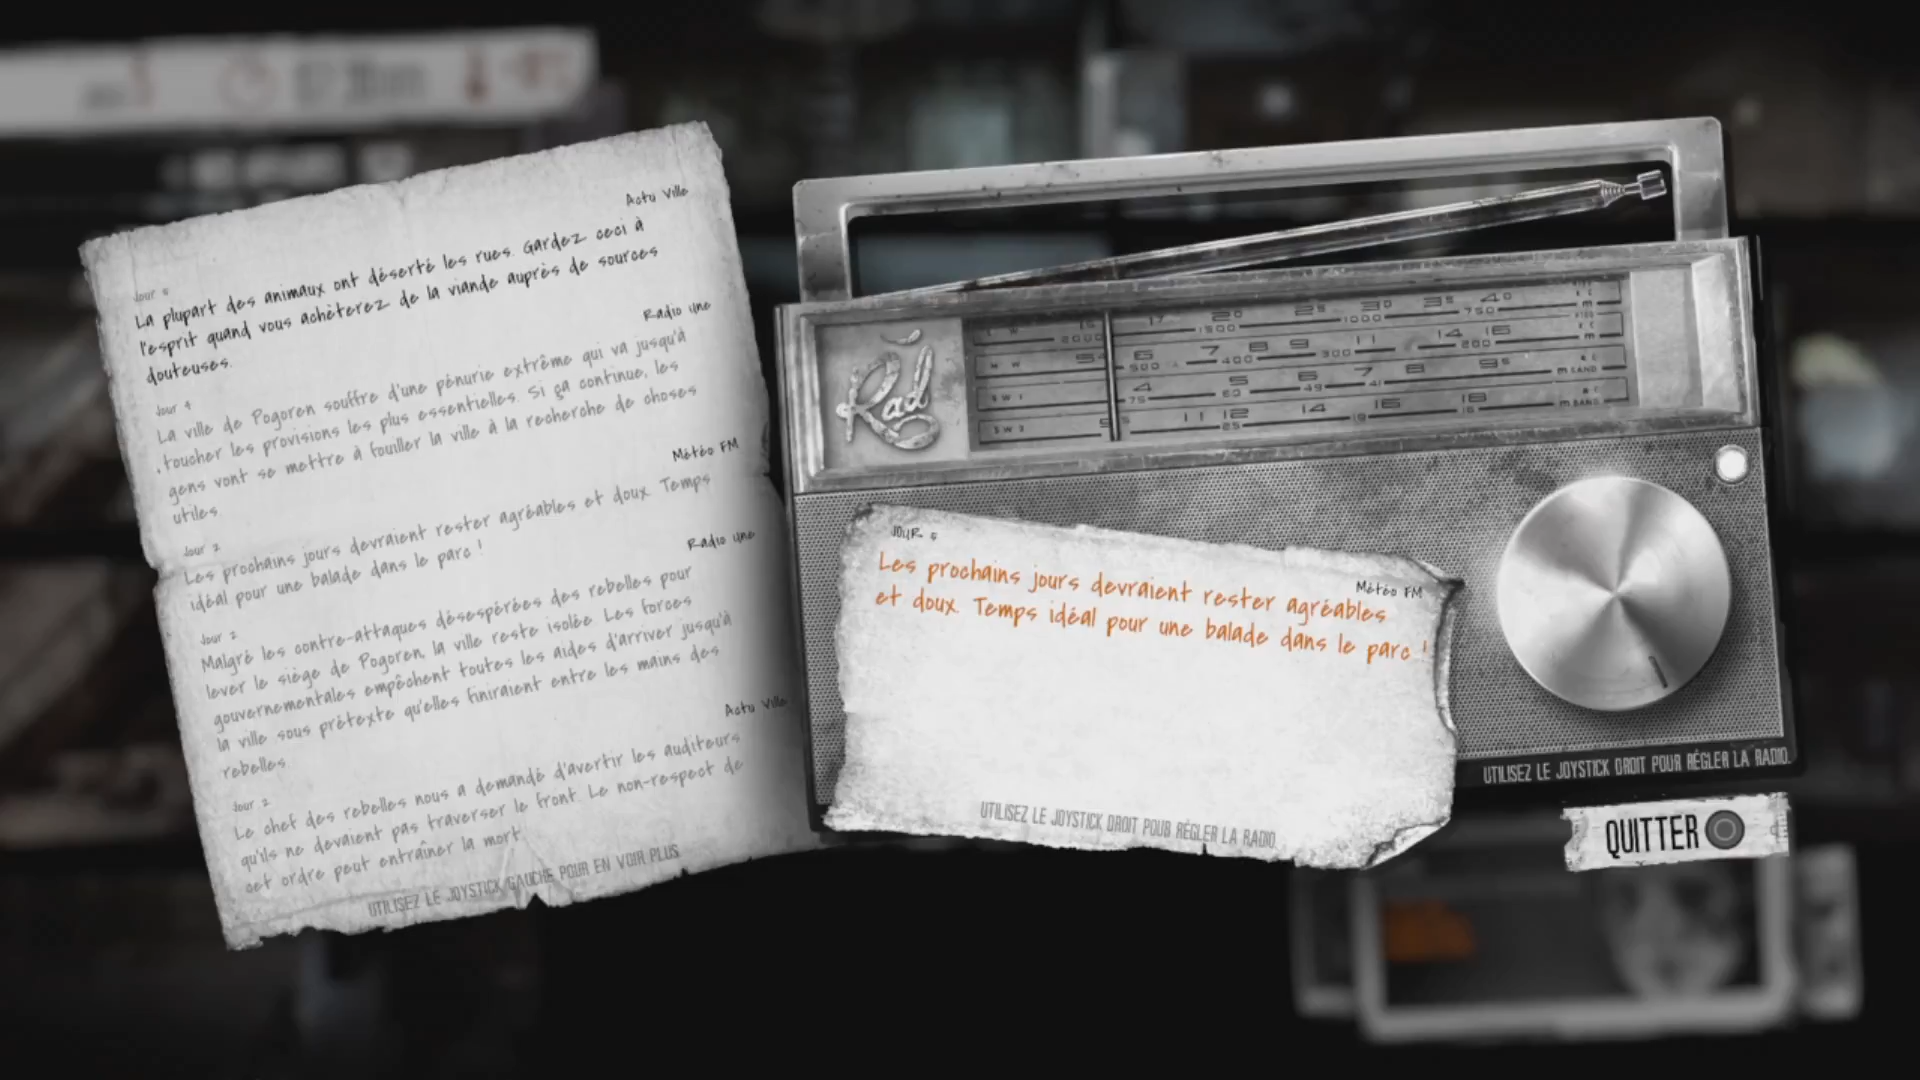 Actu Ville
Jour 5
La plupart des animaux ont déserté les rues. Gardez ceci à
l'esprit quand vous achèterez de la viande auprès de sources
douteuses.
Radio Une
Jour 4
La ville de Pogoren souffre d'une pénurie extrême qui va jusqu'à
toucher les provisions les plus essentielles. Si ça continue, les
gens vont se mettre à fouiller la ville à la recherche de choses
utiles.
Météo FM
Jour 2
Les prochains jours devraient rester agréables et doux. Temps
idéal pour une balade dans le parc !
Radio Une
Jour 2
Malgré les contre-attaques désespérées des rebelles pour
lever le siège de Pogoren, la ville reste isolée. Les forces
gouvernementales empêchent toutes les aides d'arriver jusqu'à
la ville sous prétexte qu'elles finiraient entre les mains des
rebelles.
Actu Ville
Jour 2
Le chef des rebelles nous a demandé d'avertir les auditeurs
qu'ils ne devaient pas traverser le front. Le non-respect de
cet ordre peut entraîner la mort.
UTILISEZ LE JOYSTICK GAUCHE POUR EN VOIR PLUS
Rad
JOUR 5
Météo FM
Les prochains jours devraient rester agréables
et doux. Temps idéal pour une balade dans le parc !
UTILISEZ LE JOYSTICK DROIT POUR RÉGLER LA RADIO.
UTILISEZ LE JOYSTICK DROIT POUR RÉGLER LA RADIO.
QUITTER